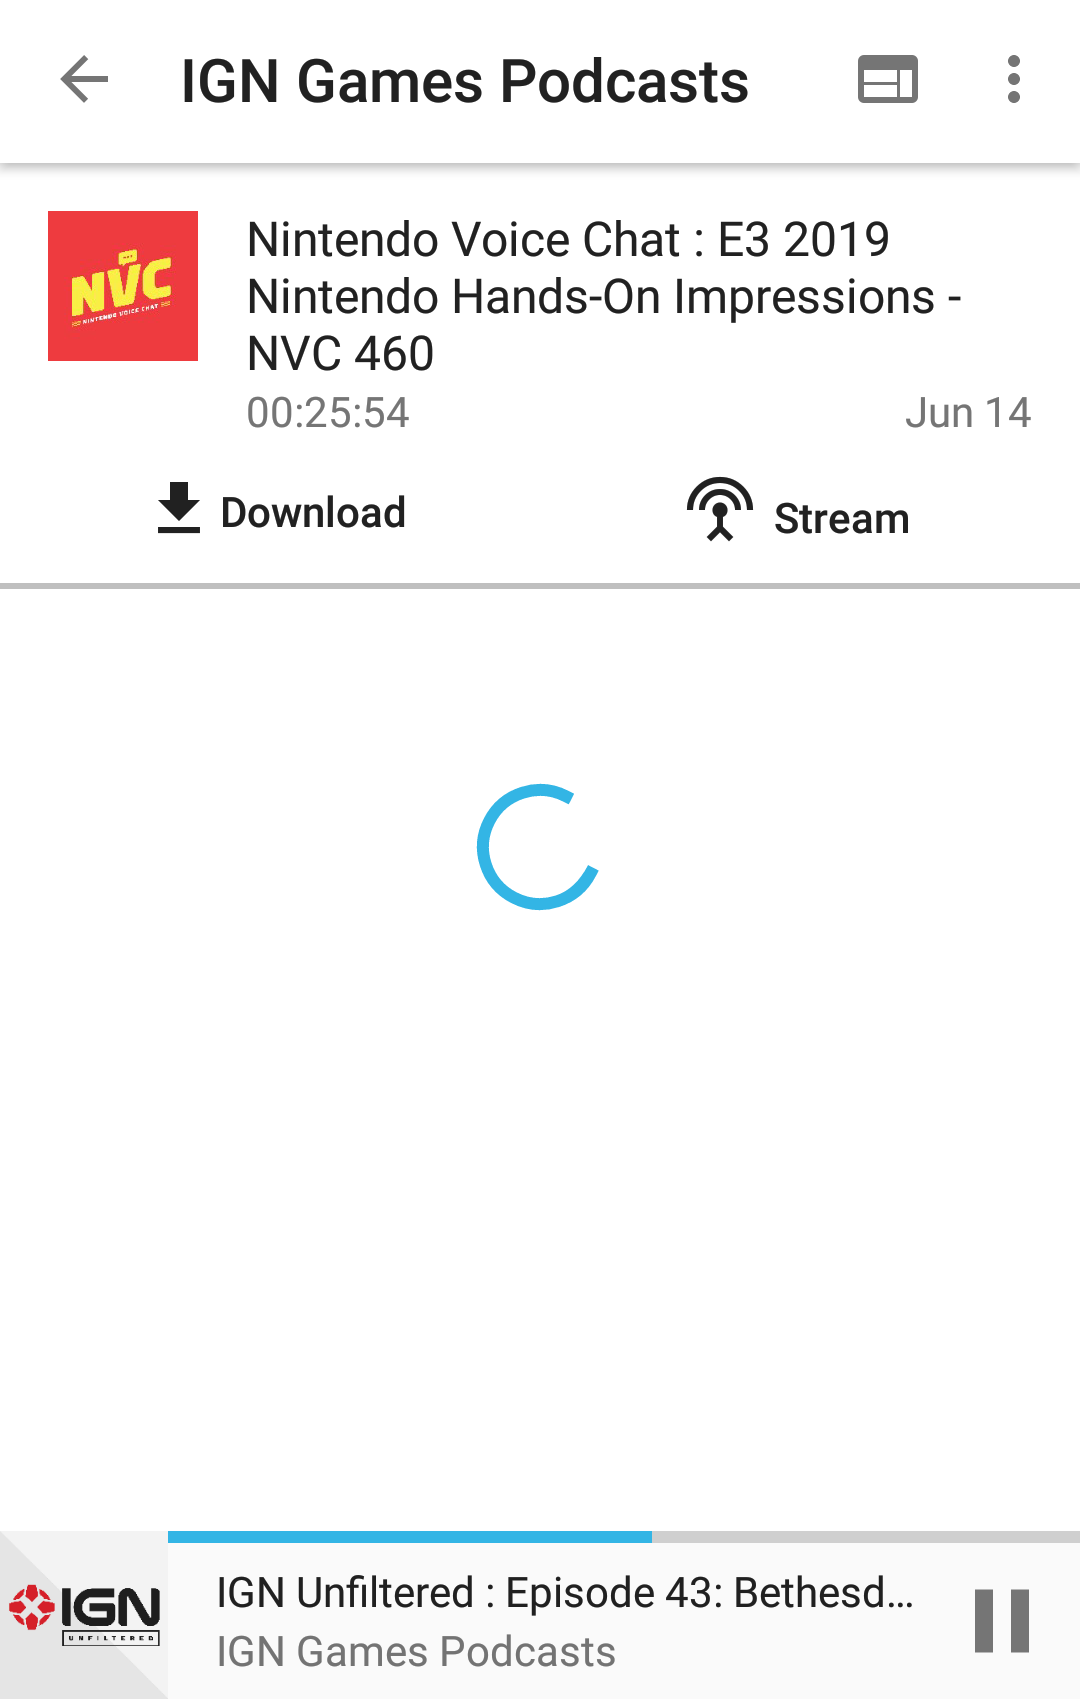 IGN Games Podcasts
NVC
NINTENDO VOICE CHAT
Nintendo Voice Chat : E3 2019
Nintendo Hands-On Impressions -
NVC 460
00:25:54
Jun 14
Download
Stream
IGN
UNFILTERED
IGN Unfiltered : Episode 43: Bethesd...
IGN Games Podcasts